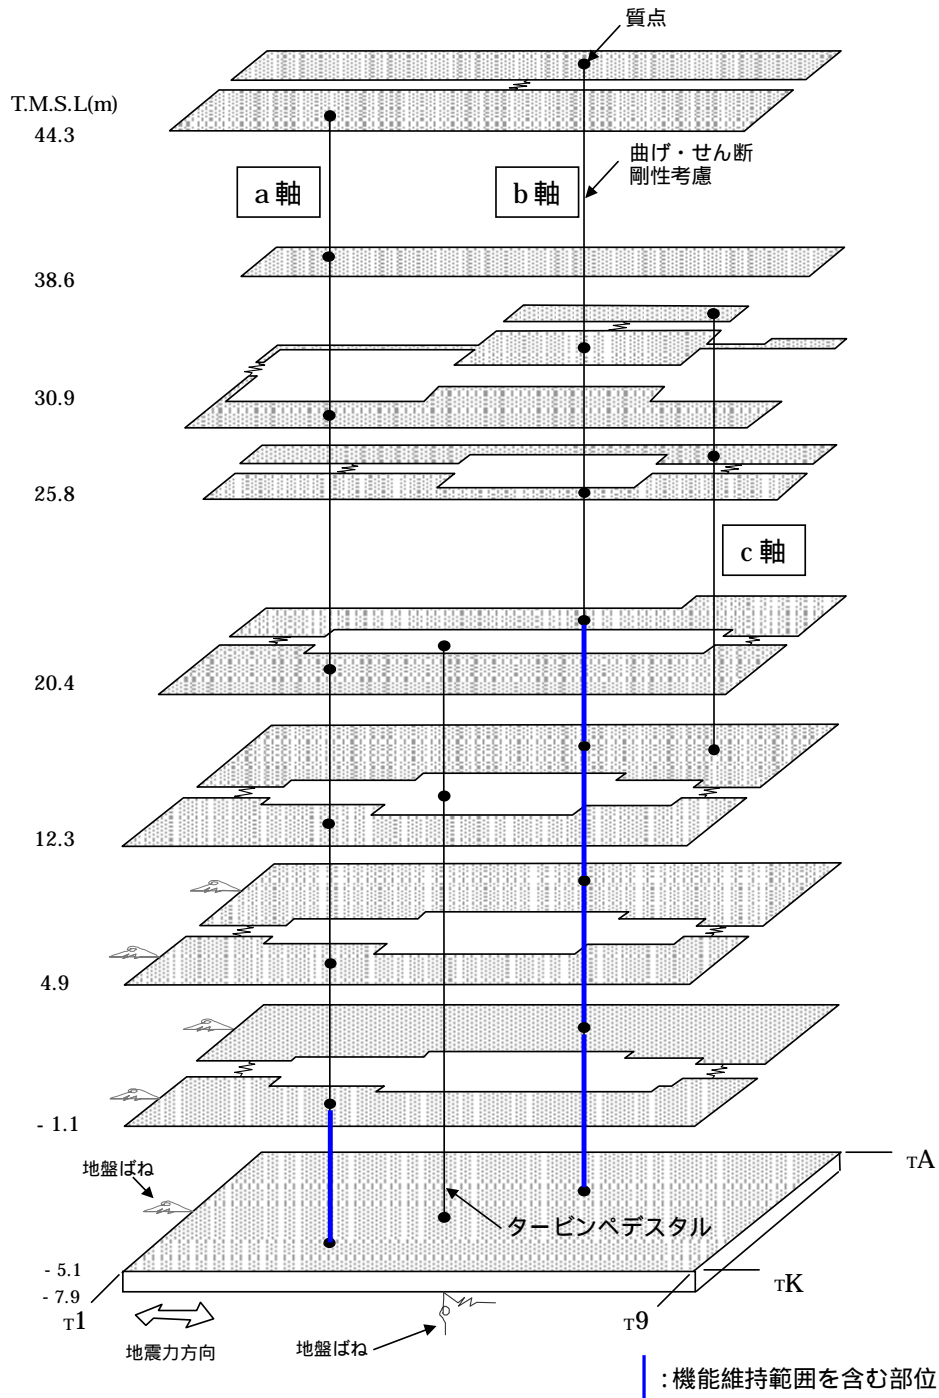 質点
T.M.S.L(m)
44.3
曲げ・せん断
剛性考慮
a 軸
b 軸
38.6
30.9
25.8
c 軸
20.4
12.3
4.9
- 1.1
地盤ばね
TA
タービンペデスタル
- 5.1
- 7.9
TK
T1
T9
地震力方向
地盤ばね
：機能維持範囲を含む部位